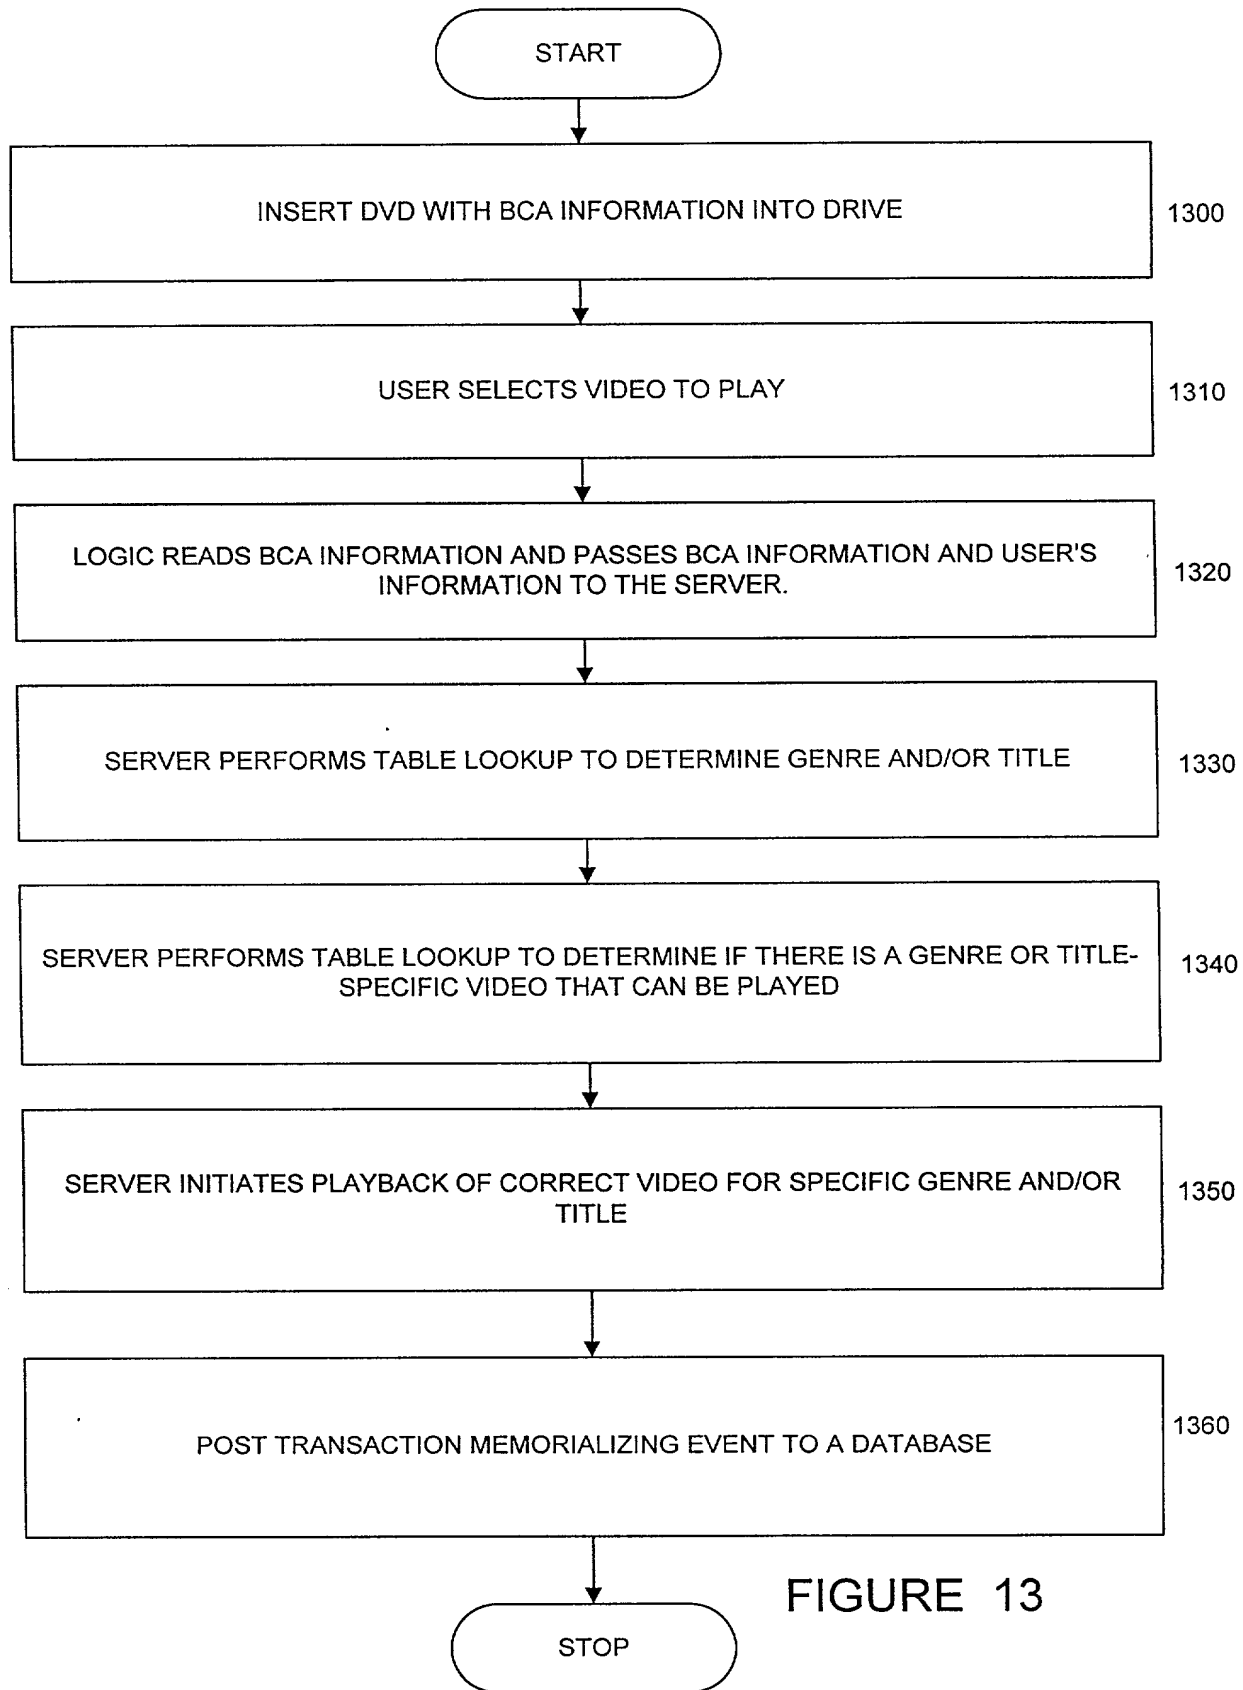 START
INSERT DVD WITH BCA INFORMATION INTO DRIVE
1300
USER SELECTS VIDEO TO PLAY
1310
LOGIC READS BCA INFORMATION AND PASSES BCA INFORMATION AND USER'S
INFORMATION TO THE SERVER.
1320
SERVER PERFORMS TABLE LOOKUP TO DETERMINE GENRE AND/OR TITLE
1330
SERVER PERFORMS TABLE LOOKUP TO DETERMINE IF THERE IS A GENRE OR TITLE-
SPECIFIC VIDEO THAT CAN BE PLAYED
1340
SERVER INITIATES PLAYBACK OF CORRECT VIDEO FOR SPECIFIC GENRE AND/OR
TITLE
1350
POST TRANSACTION MEMORIALIZING EVENT TO A DATABASE
1360
FIGURE 13
STOP